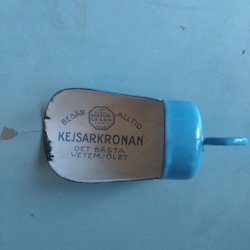 BEGÄR ALLTID
KEJSARKRONAN
DET BÄSTA
VETEMJÖLET